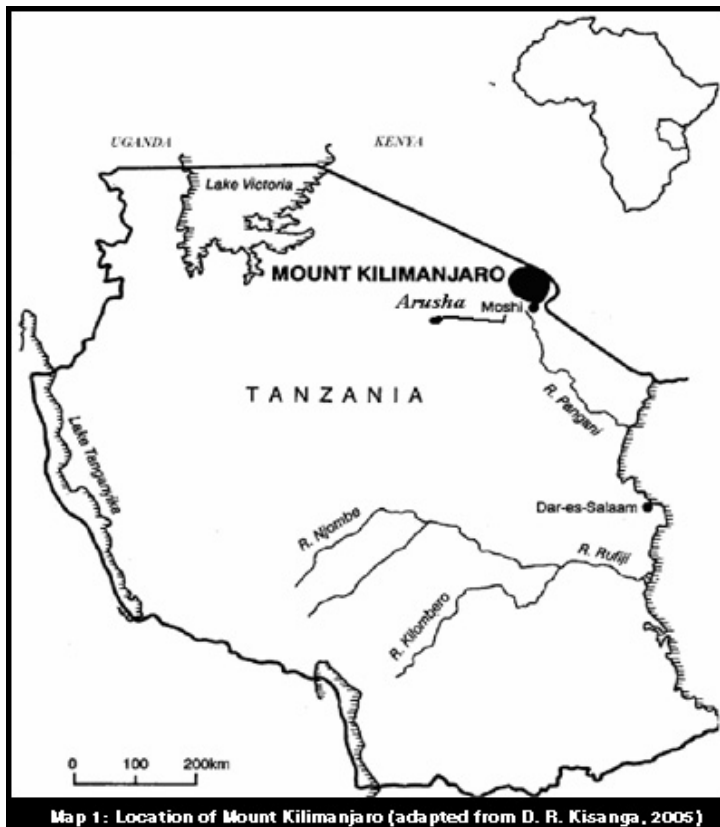 UGANDA
KENYA
Lake Victoria
MOUNT KILIMANJARO
Arusha
Moshi
TANZANIA
R. Pangani
Lake Tanganyika
Dar-es-Salaam
R. Njombe
R. Rufiji
R. Kilombero
0 100 200km
Map 1: Location of Mount Kilimanjaro (adapted from D. R. Kisanga, 2005)